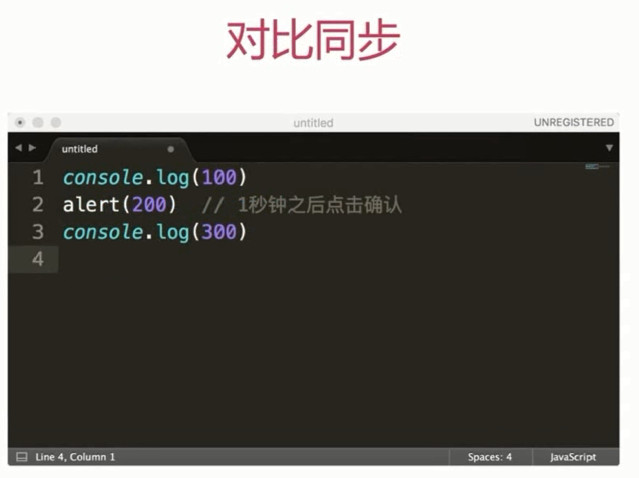 对比同步
untitled
UNREGISTERED
untitled
1 console.log(100)
2 alert(200)  // 1秒钟之后点击确认
3 console.log(300)
4
Line 4, Column 1
Spaces: 4
JavaScript